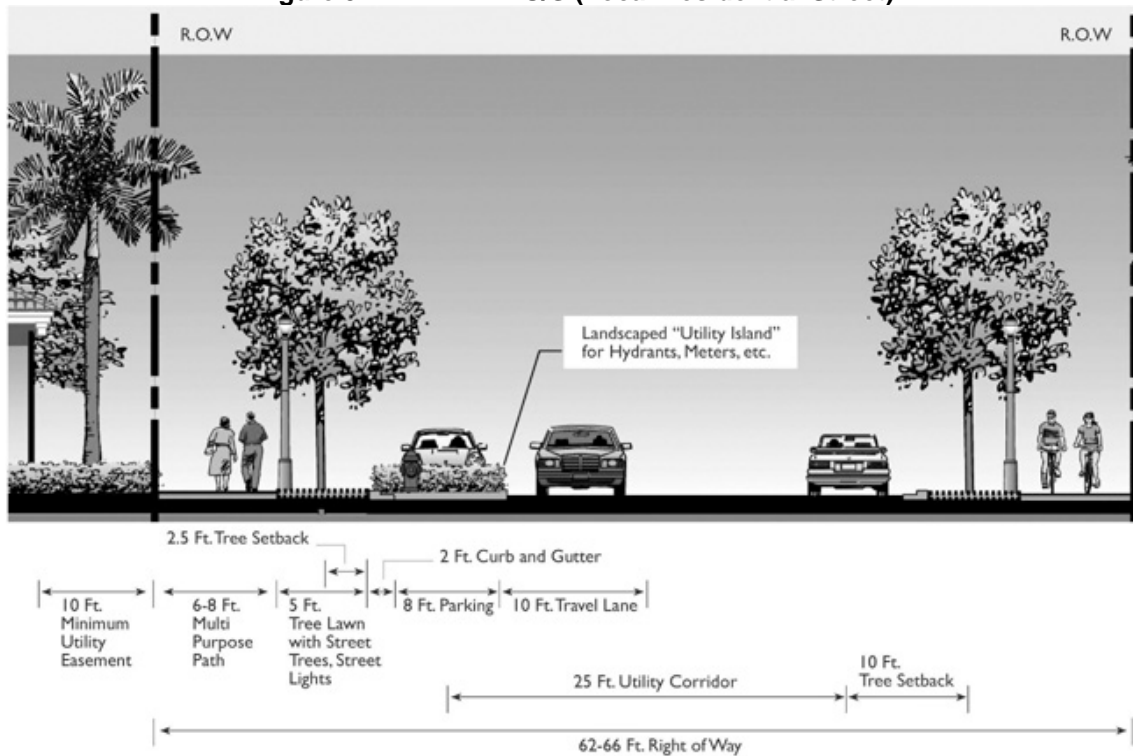 R.O.W
R.O.W
Landscaped “Utility Island”
for Hydrants, Meters, etc.
2.5 Ft. Tree Setback
2 Ft. Curb and Gutter
10 Ft.
Minimum
Utility
Easement
6-8 Ft.
Multi
Purpose
Path
5 Ft.
Tree Lawn
with Street
Trees, Street
Lights
8 Ft. Parking
10 Ft. Travel Lane
25 Ft. Utility Corridor
10 Ft.
Tree Setback
62-66 Ft. Right of Way